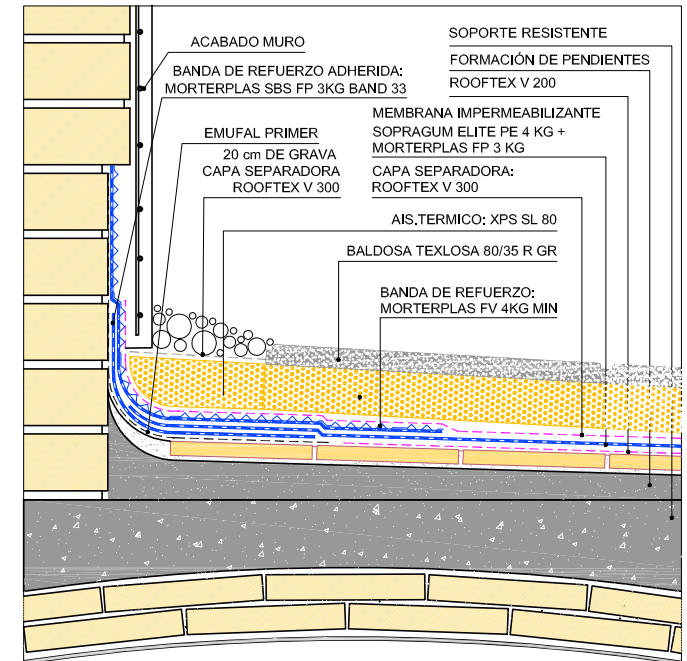 ACABADO MURO
BANDA DE REFUERZO ADHERIDA:
MORTERPLAS SBS FP 3KG BAND 33
EMUFAL PRIMER
20 cm DE GRAVA
CAPA SEPARADORA
ROOFTEX V 300
SOPORTE RESISTENTE
FORMACIÓN DE PENDIENTES
ROOFTEX V 200
MEMBRANA IMPERMEABILIZANTE
SOPRAGUM ELITE PE 4 KG +
MORTERPLAS FP 3 KG
CAPA SEPARADORA:
ROOFTEX V 300
AIS.TERMICO: XPS SL 80
BALDOSA TEXLOSA 80/35 R GR
BANDA DE REFUERZO:
MORTERPLAS FV 4KG MIN